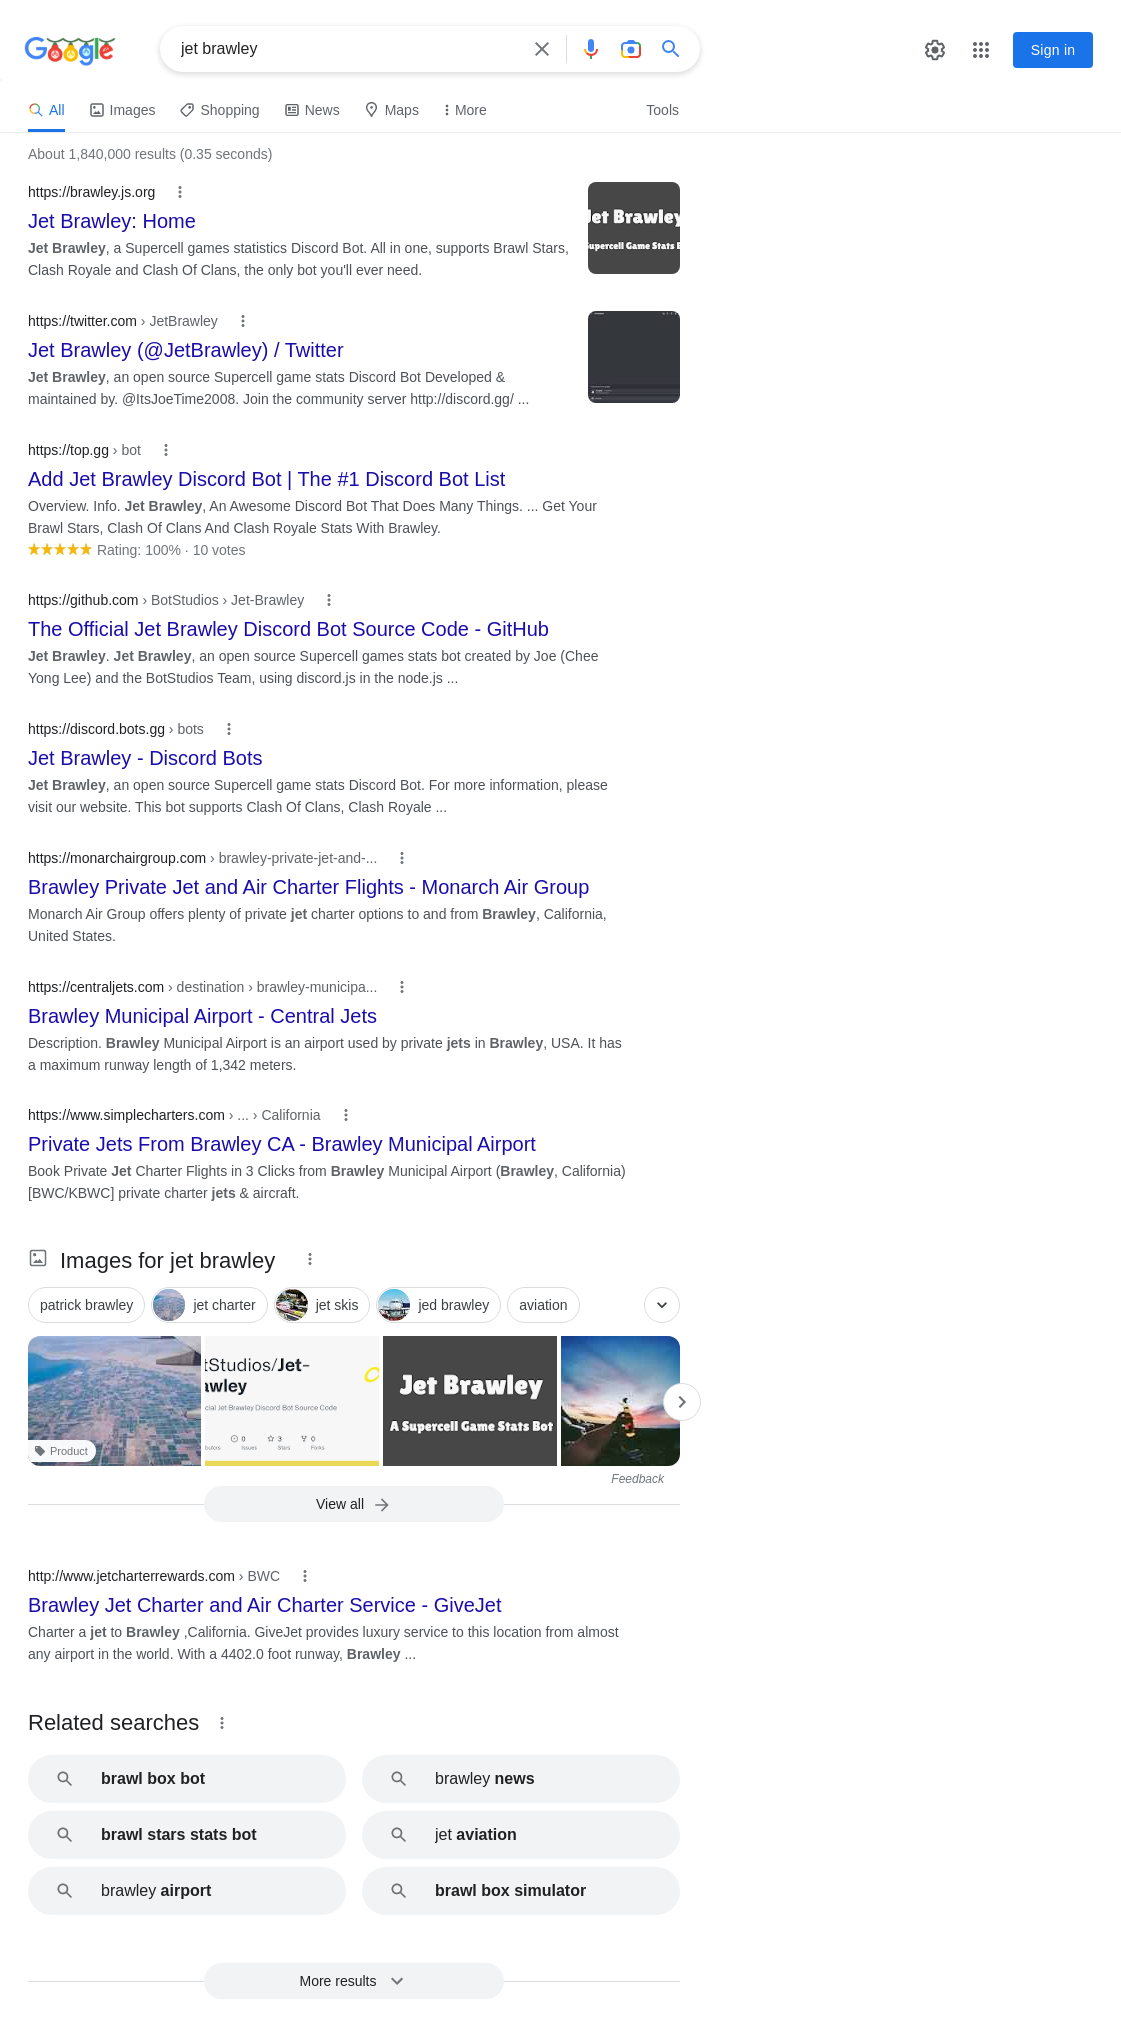 Google
jet brawley
Sign in
All
Images
Shopping
News
Maps
More
Tools
About 1,840,000 results (0.35 seconds)
https://brawley.js.org
Jet Brawley: Home
Jet Brawley, a Supercell games statistics Discord Bot. All in one, supports Brawl Stars,
Clash Royale and Clash Of Clans, the only bot you'll ever need.
Jet Brawley
Supercell Game Stats B
https://twitter.com › JetBrawley
Jet Brawley (@JetBrawley) / Twitter
Jet Brawley, an open source Supercell game stats Discord Bot Developed &
maintained by. @ItsJoeTime2008. Join the community server http://discord.gg/ ...
https://top.gg › bot
Add Jet Brawley Discord Bot | The #1 Discord Bot List
Overview. Info. Jet Brawley, An Awesome Discord Bot That Does Many Things. ... Get Your
Brawl Stars, Clash Of Clans And Clash Royale Stats With Brawley.
Rating: 100% · 10 votes
https://github.com › BotStudios › Jet-Brawley
The Official Jet Brawley Discord Bot Source Code - GitHub
Jet Brawley. Jet Brawley, an open source Supercell games stats bot created by Joe (Chee
Yong Lee) and the BotStudios Team, using discord.js in the node.js ...
https://discord.bots.gg › bots
Jet Brawley - Discord Bots
Jet Brawley, an open source Supercell game stats Discord Bot. For more information, please
visit our website. This bot supports Clash Of Clans, Clash Royale ...
https://monarchairgroup.com › brawley-private-jet-and-...
Brawley Private Jet and Air Charter Flights - Monarch Air Group
Monarch Air Group offers plenty of private jet charter options to and from Brawley, California,
United States.
https://centraljets.com › destination › brawley-municipa...
Brawley Municipal Airport - Central Jets
Description. Brawley Municipal Airport is an airport used by private jets in Brawley, USA. It has
a maximum runway length of 1,342 meters.
https://www.simplecharters.com › ... › California
Private Jets From Brawley CA - Brawley Municipal Airport
Book Private Jet Charter Flights in 3 Clicks from Brawley Municipal Airport (Brawley, California)
[BWC/KBWC] private charter jets & aircraft.
Images for jet brawley
patrick brawley
jet charter
jet skis
jed brawley
aviation
Product
tStudios/Jet-
awley
cial Jet Brawley Discord Bot Source Code
0
3
0
Issues
Stars
Forks
Jet Brawley
A Supercell Game Stats Bot
Feedback
View all
http://www.jetcharterrewards.com › BWC
Brawley Jet Charter and Air Charter Service - GiveJet
Charter a jet to Brawley ,California. GiveJet provides luxury service to this location from almost
any airport in the world. With a 4402.0 foot runway, Brawley ...
Related searches
brawl box bot
brawley news
brawl stars stats bot
jet aviation
brawley airport
brawl box simulator
More results